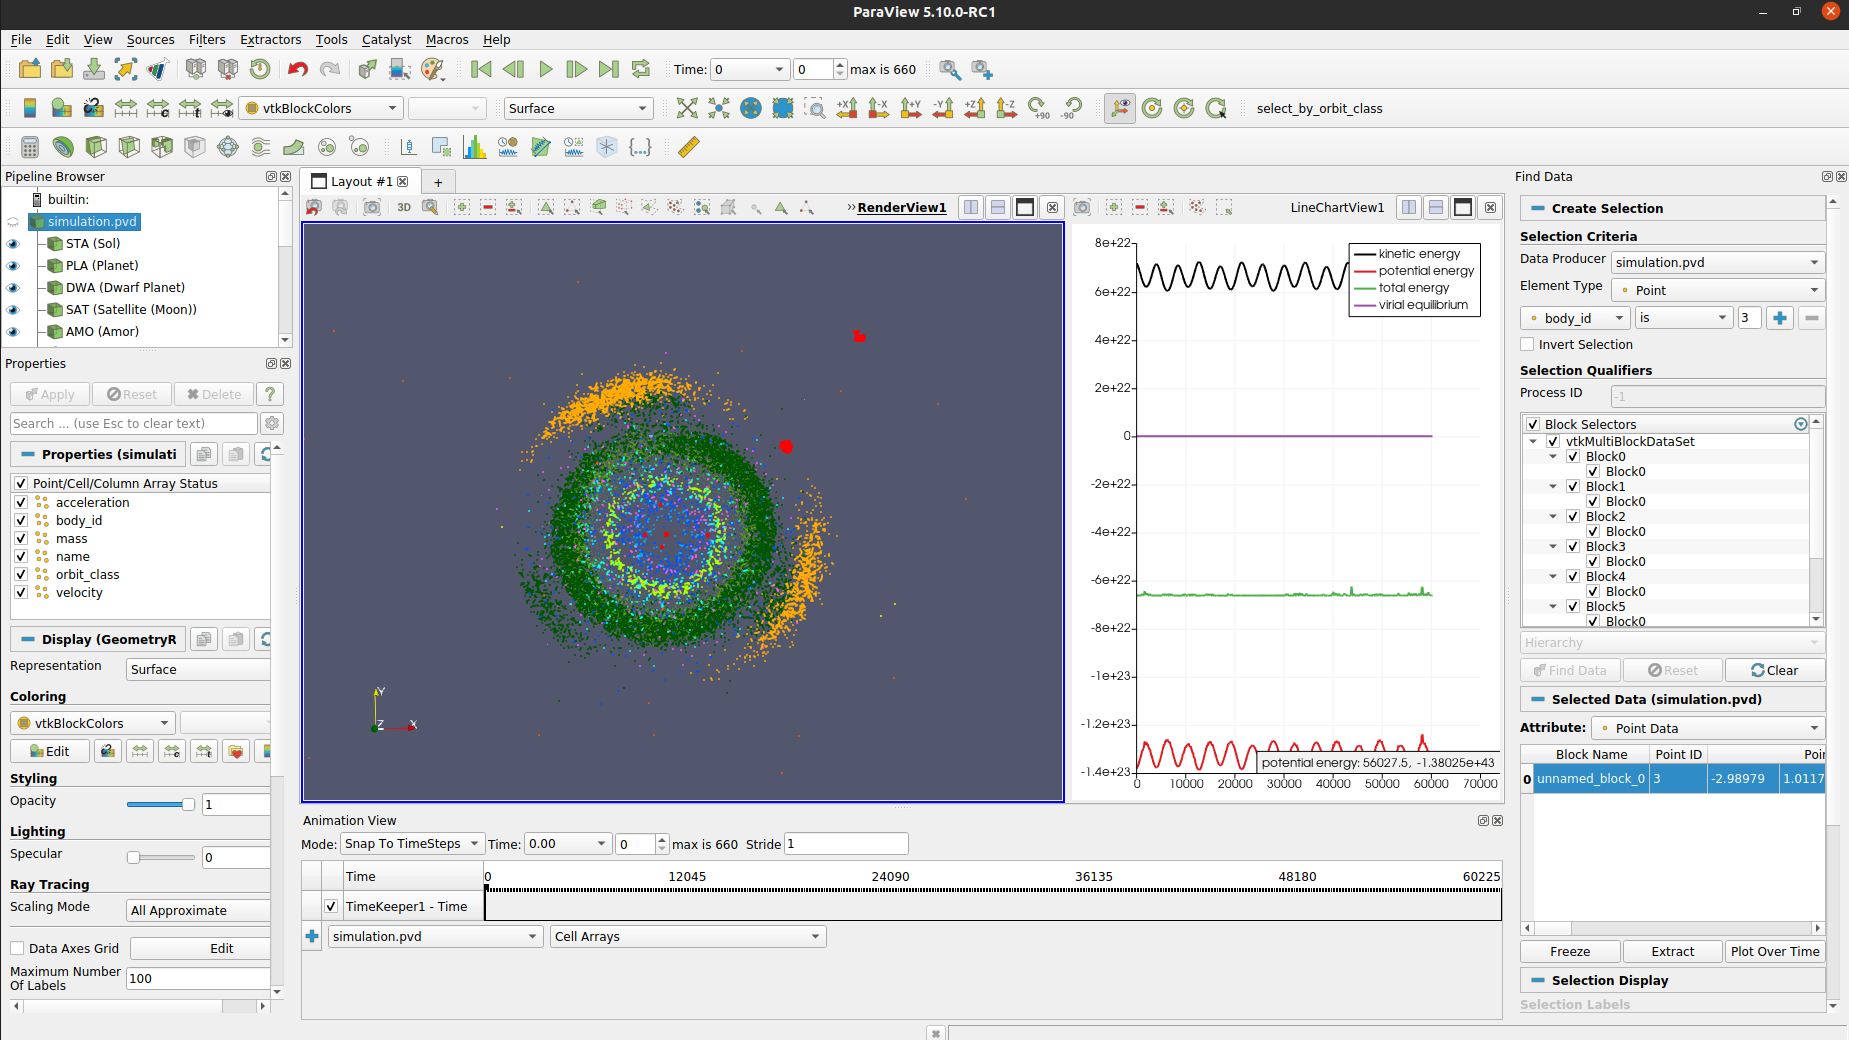 ParaView 5.10.0-RC1
File Edit View Sources Filters Extractors Tools Catalyst Macros Help
Time: 0 0 max is 660
vtkBlockColors Surface +X -X +Y -Y +Z -Z +90 -90 select_by_orbit_class
Pipeline Browser
builtin:
simulation.pvd
STA (Sol)
PLA (Planet)
DWA (Dwarf Planet)
SAT (Satellite (Moon))
AMO (Amor)
Properties
Apply Reset Delete ?
Search ... (use Esc to clear text)
Properties (simulati
Point/Cell/Column Array Status
acceleration
body_id
mass
name
orbit_class
velocity
Display (GeometryR
Representation Surface
Coloring
vtkBlockColors
Edit
Styling
Opacity 1
Lighting
Specular 0
Ray Tracing
Scaling Mode All Approximate
Data Axes Grid Edit
Maximum Number
Of Labels 100
Layout #1 +
3D » RenderView1
Y
Z X
LineChartView1
kinetic energy
potential energy
total energy
virial equilibrium
8e+22
6e+22
4e+22
2e+22
0
-2e+22
-4e+22
-6e+22
-8e+22
-1e+23
-1.2e+23
-1.4e+23
potential energy: 56027.5, -1.38025e+43
0 10000 20000 30000 40000 50000 60000 70000
Animation View
Mode: Snap To TimeSteps Time: 0.00 0 max is 660 Stride 1
Time 0 12045 24090 36135 48180 60225
TimeKeeper1 - Time
simulation.pvd Cell Arrays
Find Data
Create Selection
Selection Criteria
Data Producer simulation.pvd
Element Type Point
body_id is 3
Invert Selection
Selection Qualifiers
Process ID -1
Block Selectors
vtkMultiBlockDataSet
Block0
Block0
Block1
Block0
Block2
Block0
Block3
Block0
Block4
Block0
Block5
Block0
Hierarchy
Find Data Reset Clear
Selected Data (simulation.pvd)
Attribute: Point Data
Block Name Point ID Poin
0 unnamed_block_0 3 -2.98979 1.0117
Freeze Extract Plot Over Time
Selection Display
Selection Labels